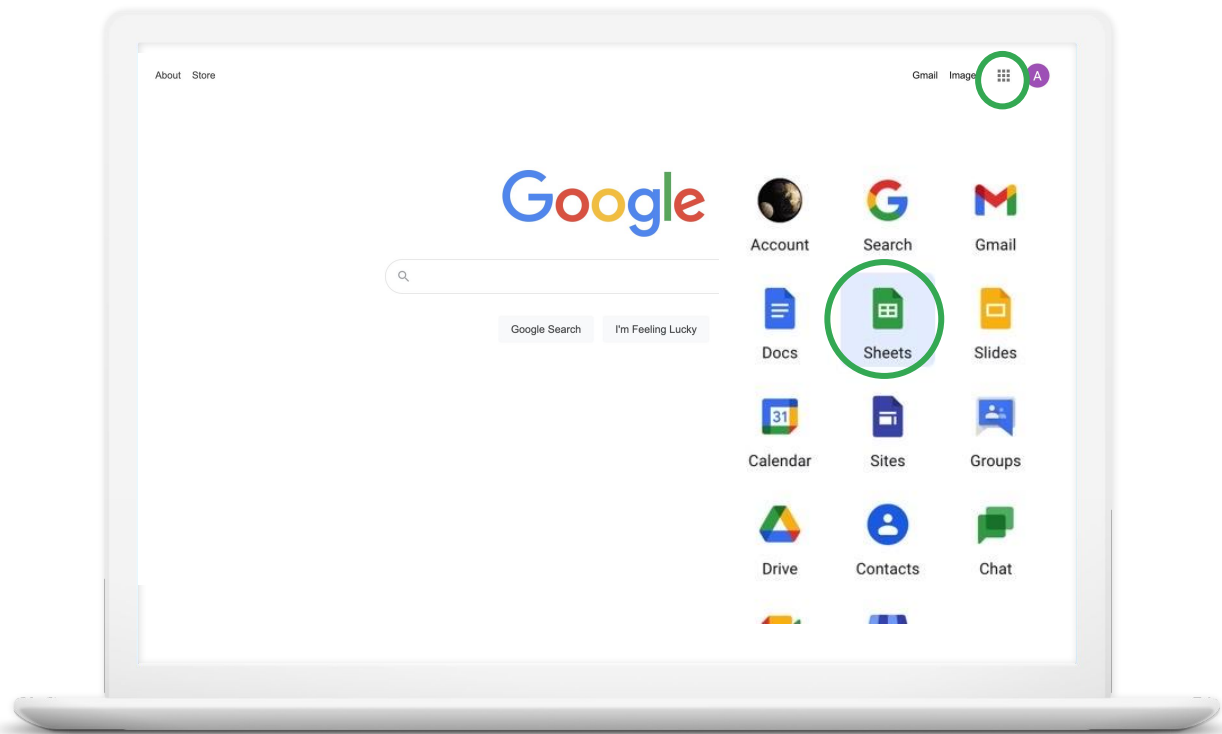 About Store
Gmail Image
A
Google
Google Search I'm Feeling Lucky
Account Search Gmail
Docs Sheets Slides
31
Calendar Sites Groups
Drive Contacts Chat